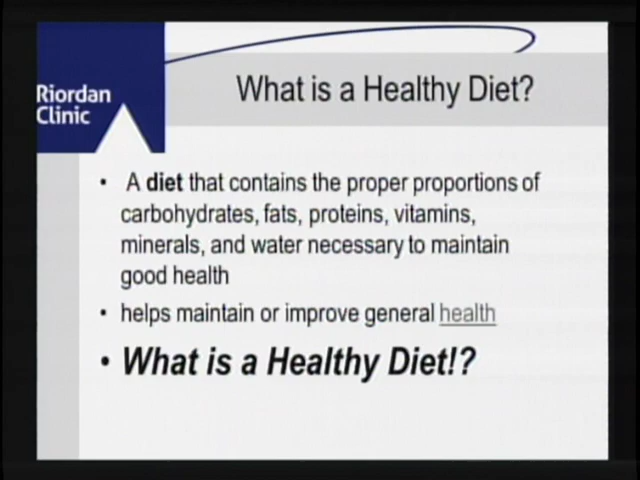 Riordan
Clinic
What is a Healthy Diet?
• A diet that contains the proper proportions of
carbohydrates, fats, proteins, vitamins,
minerals, and water necessary to maintain
good health
• helps maintain or improve general health
• What is a Healthy Diet!?